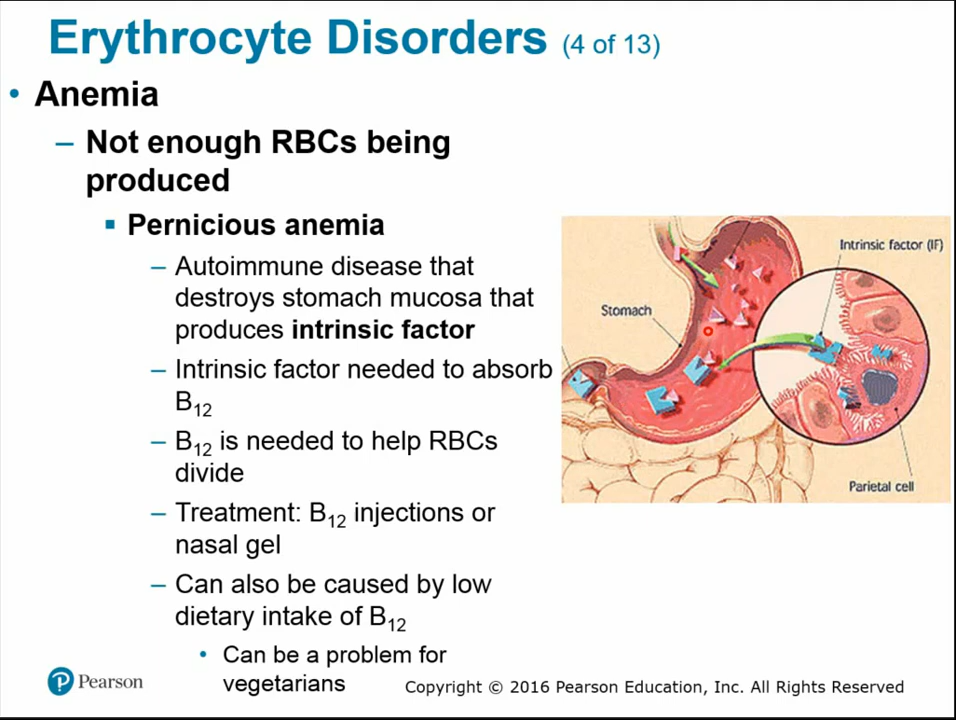 Erythrocyte Disorders (4 of 13)
• Anemia
– Not enough RBCs being
produced
▪ Pernicious anemia
– Autoimmune disease that
destroys stomach mucosa that
produces intrinsic factor
– Intrinsic factor needed to absorb
B12
– B12 is needed to help RBCs
divide
– Treatment: B12 injections or
nasal gel
– Can also be caused by low
dietary intake of B12
• Can be a problem for
vegetarians
Intrinsic factor (IF)
Stomach
Parietal cell
Pearson
Copyright © 2016 Pearson Education, Inc. All Rights Reserved